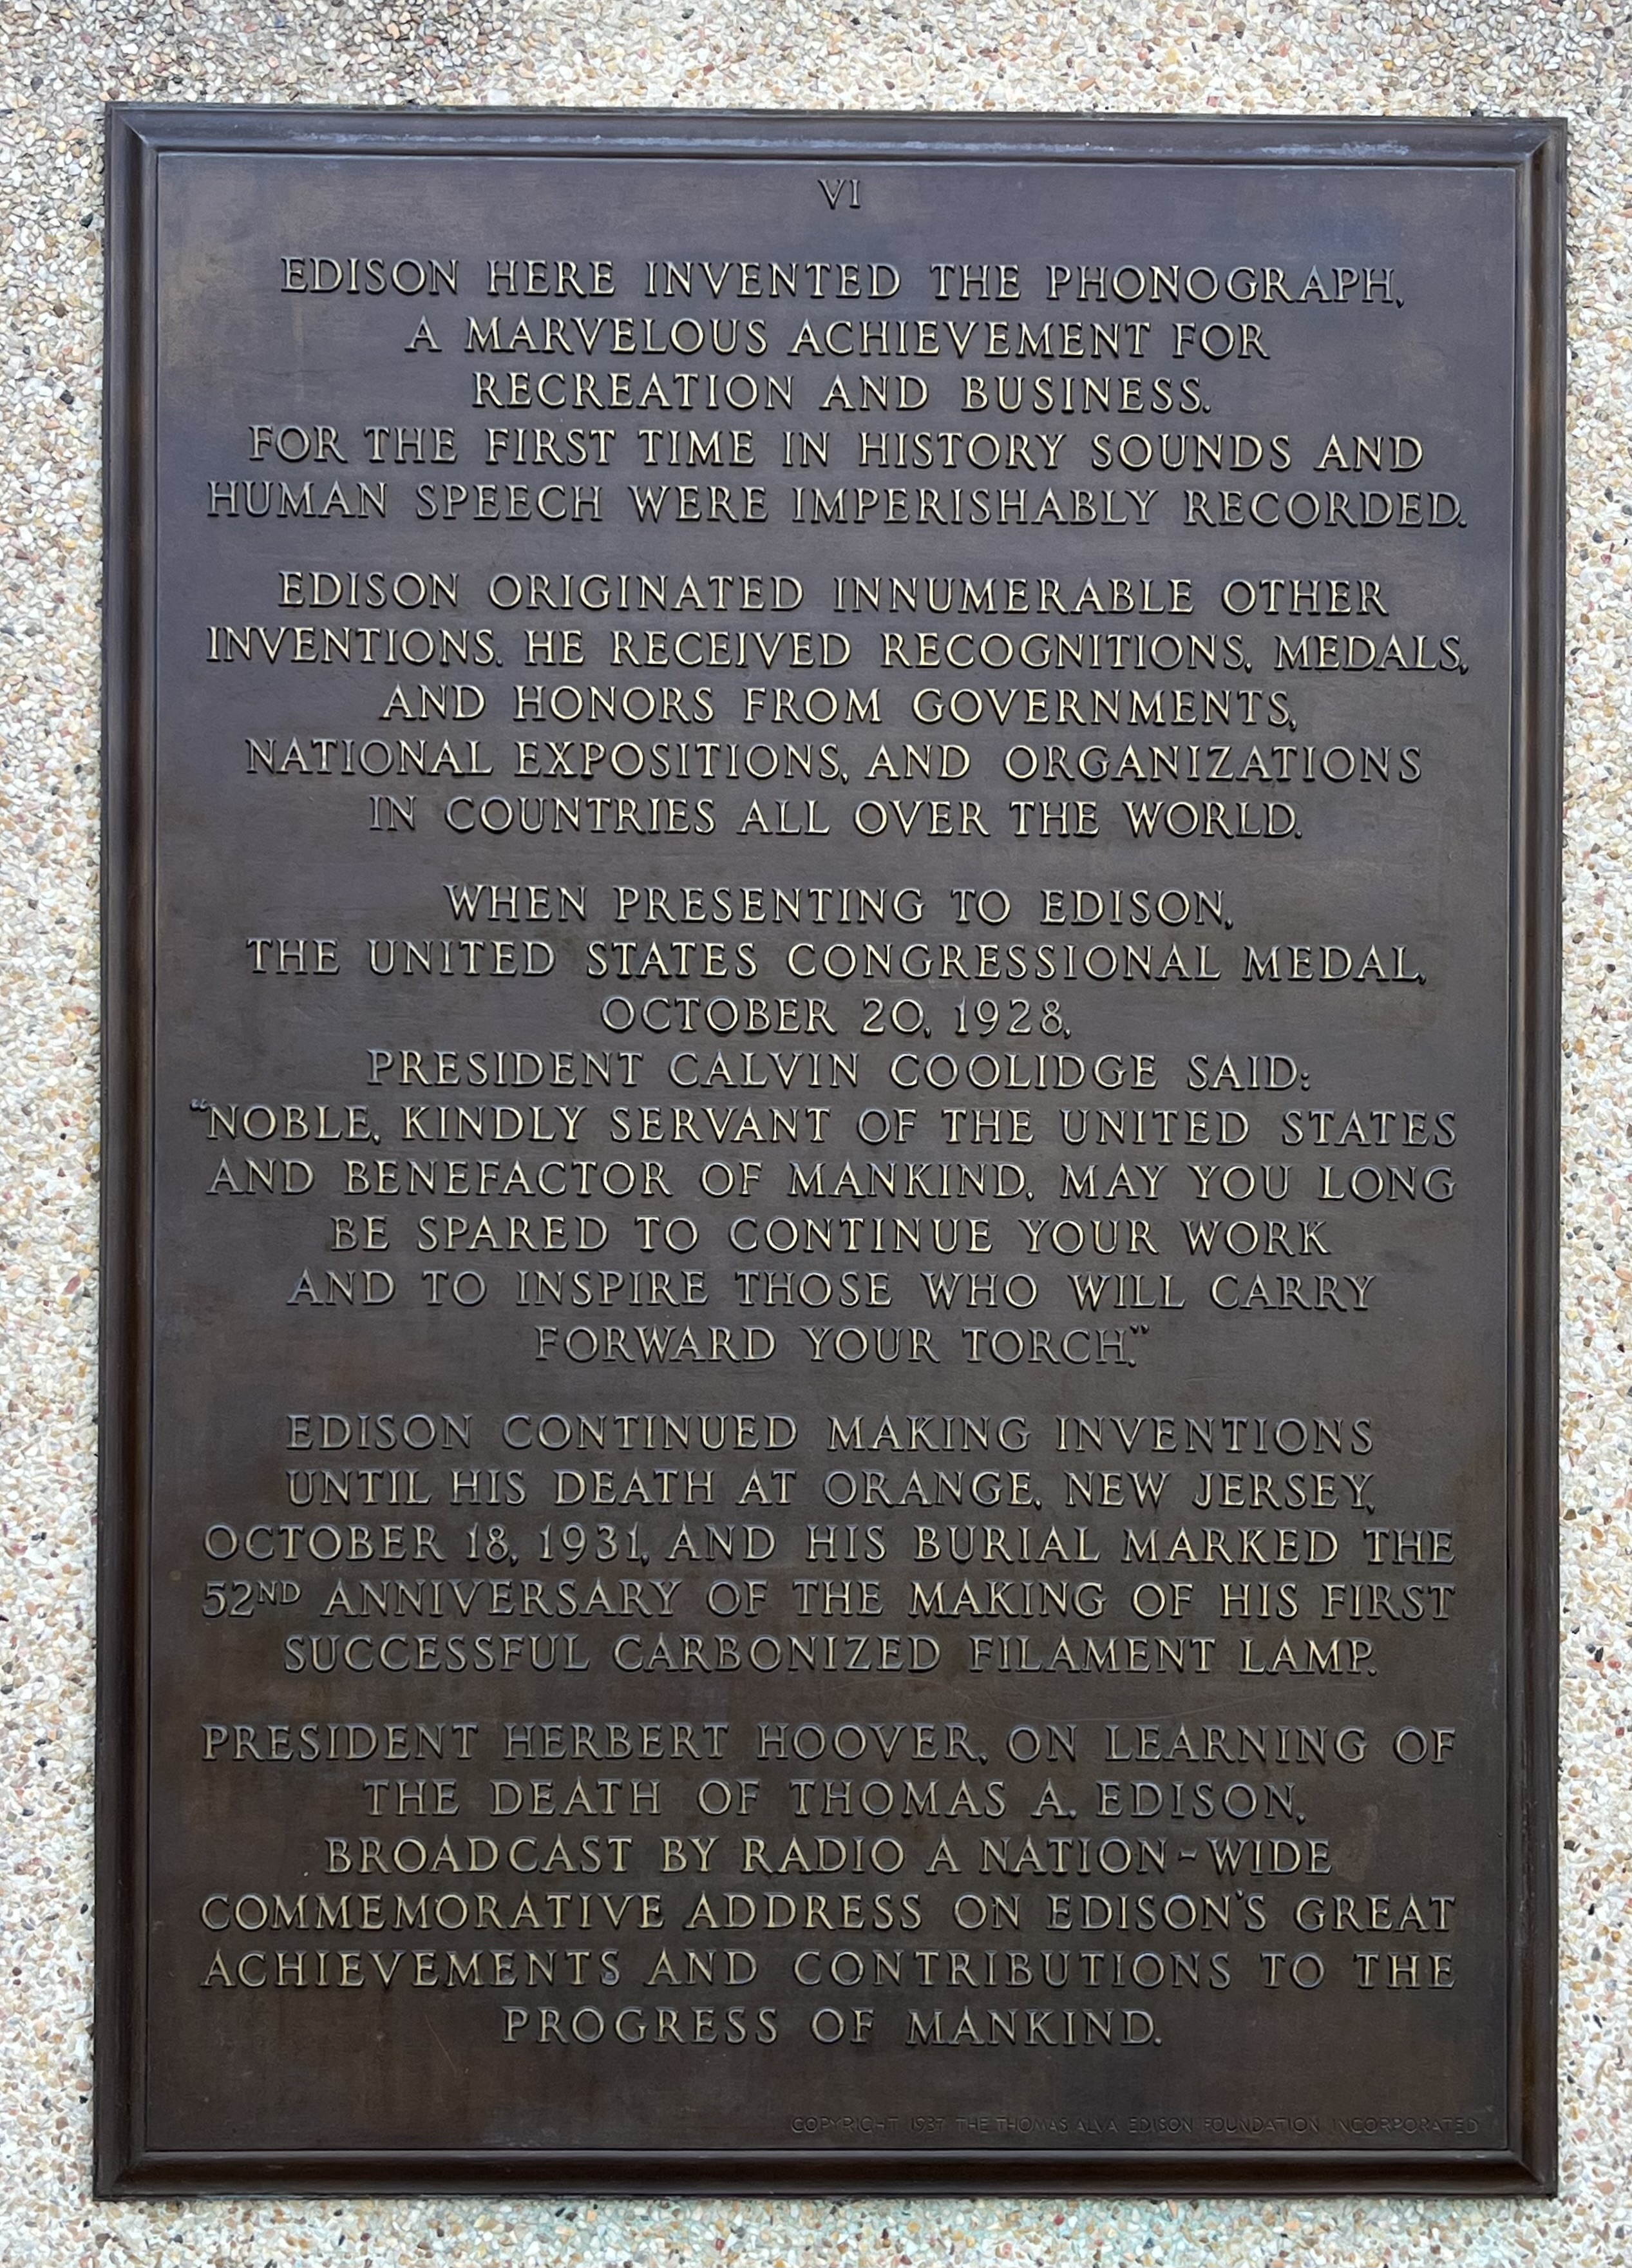 VI
EDISON HERE INVENTED THE PHONOGRAPH,
A MARVELOUS ACHIEVEMENT FOR
RECREATION AND BUSINESS.
FOR THE FIRST TIME IN HISTORY SOUNDS AND
HUMAN SPEECH WERE IMPERISHABLY RECORDED.
EDISON ORIGINATED INNUMERABLE OTHER
INVENTIONS. HE RECEIVED RECOGNITIONS, MEDALS,
AND HONORS FROM GOVERNMENTS,
NATIONAL EXPOSITIONS, AND ORGANIZATIONS
IN COUNTRIES ALL OVER THE WORLD.
WHEN PRESENTING TO EDISON,
THE UNITED STATES CONGRESSIONAL MEDAL,
OCTOBER 20, 1928,
PRESIDENT CALVIN COOLIDGE SAID:
“NOBLE, KINDLY SERVANT OF THE UNITED STATES
AND BENEFACTOR OF MANKIND, MAY YOU LONG
BE SPARED TO CONTINUE YOUR WORK
AND TO INSPIRE THOSE WHO WILL CARRY
FORWARD YOUR TORCH.”
EDISON CONTINUED MAKING INVENTIONS
UNTIL HIS DEATH AT ORANGE, NEW JERSEY,
OCTOBER 18, 1931, AND HIS BURIAL MARKED THE
52ND ANNIVERSARY OF THE MAKING OF HIS FIRST
SUCCESSFUL CARBONIZED FILAMENT LAMP.
PRESIDENT HERBERT HOOVER, ON LEARNING OF
THE DEATH OF THOMAS A. EDISON,
BROADCAST BY RADIO A NATION-WIDE
COMMEMORATIVE ADDRESS ON EDISON'S GREAT
ACHIEVEMENTS AND CONTRIBUTIONS TO THE
PROGRESS OF MANKIND.
COPYRIGHT 1937 THE THOMAS ALVA EDISON FOUNDATION INCORPORATED